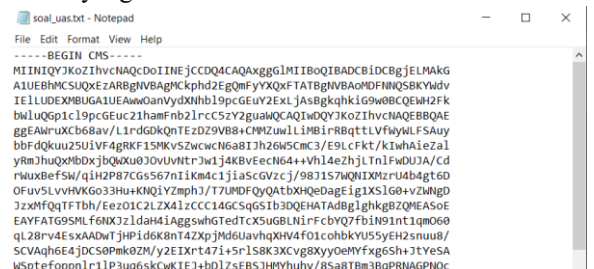 soal_uas.txt - Notepad
File Edit Format View Help
-----BEGIN CMS-----
MIINIQYJKoZIhvcNAQcDoIINEjCCDQ4CAQAxggGlMIIBoQIBADCBiDCBgjELMAkG
A1UEBhMCSUQxEzARBgNVBAgMCkphd2EgQmFyYXQxFTATBgNVBAoMDFNNQSBKYWdv
IElLUDEXMBUGA1UEAwwOanVydXNhbl9pcGEuY2ExLjAsBgkqhkiG9w0BCQEWH2Fk
bWluQGp1cl9pcGEuc21hamFnb2lrcC5zY2guaWQCAQIwDQYJKoZIhvcNAQEBBQAE
ggEAWruXCb68av/L1rdGDkQnTEzDZ9VB8+CMMZuwlLiMBirRBqttLVfWyWLFSAuy
bbFdQkuu25UiVF4gRKF15MKvSZwcwcN6a8IJh26W5CmC3/E9LcFkt/kIwhAieZal
yRmJhuQxMbDxjbQWXu0JOvUvNtrJw1j4KBvEecN64++Vhl4eZhjLTnlFwDUJA/Cd
rWuxBefSW/qiH2P87CGs567nIiKm4c1jiaScGVzcj/98J1S7WQNIXMzrU4b4gt6D
OFuv5LvvHVKGo33Hu+KNQiYZmphJ/T7UMDFQyQAtbXHQeDagEig1XSlG0+vZWNgD
JzxMfQqTFTbh/EezO1C2LZX4lzCCC14GCSqGSIb3DQEHATAdBglghkgBZQMEASoE
EAYFATG9SMLf6NXJzldaH4iAggswhGTedTcX5uGBLNirFcbYQ7fbiN91nt1qmO60
qL28rv4EsxAADwTjHPid6K8nT4ZXpjMd6UavhqXHV4fO1cohbkYU55yEH2snuu8/
SCVAqh6E4jDCS0Pmk0ZM/y2EIXrt47i+5rlS8K3XCvg8XyyOeMYfxg6Sh+JtYeSA